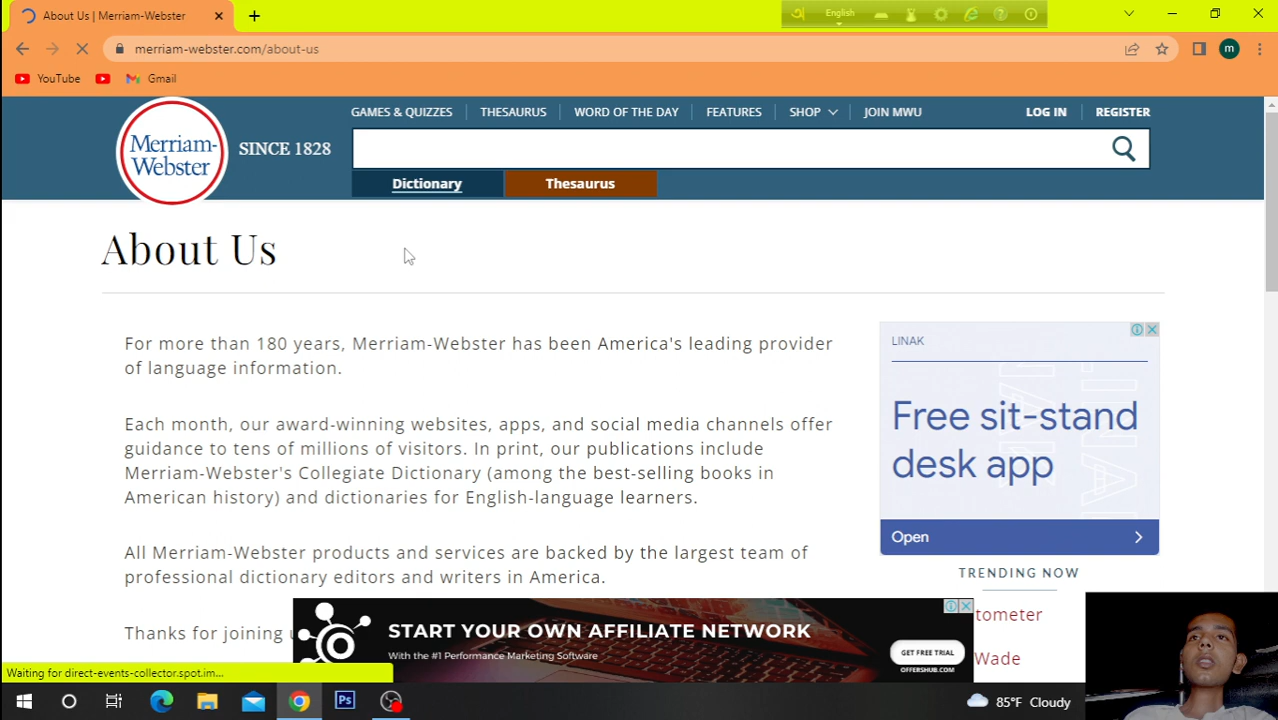 About Us | Merriam-Webster
English
merriam-webster.com/about-us
m
YouTube
Gmail
Merriam-
Webster
SINCE 1828
GAMES & QUIZZES
THESAURUS
WORD OF THE DAY
FEATURES
SHOP
JOIN MWU
LOG IN
REGISTER
Dictionary
Thesaurus
About Us
For more than 180 years, Merriam-Webster has been America's leading provider
of language information.
Each month, our award-winning websites, apps, and social media channels offer
guidance to tens of millions of visitors. In print, our publications include
Merriam-Webster's Collegiate Dictionary (among the best-selling books in
American history) and dictionaries for English-language learners.
All Merriam-Webster products and services are backed by the largest team of
professional dictionary editors and writers in America.
Thanks for joining
LINAK
Free sit-stand
desk app
Open
TRENDING NOW
tometer
Wade
START YOUR OWN AFFILIATE NETWORK
With the #1 Performance Marketing Software
GET FREE TRIAL
OFFERSHUB.COM
Waiting for direct-events-collector.spot.im...
Ps
85°F Cloudy